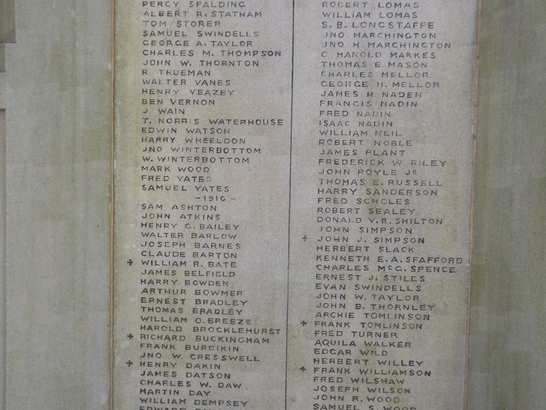 PERCY SPALDING
ALBERT R. STATHAM
TOM STORER
SAMUEL SWINDELLS
GEORGE A. TAYLOR
CHARLES M. THOMPSON
JOHN W. THORNTON
R. TRUEMAN
WALTER VANES
HENRY VEAZEY
BEN VERNON
J WAIN
T. NORRIS WATERHOUSE
EDWIN WATSON
HARRY WHEELDON
JNO WINTERBOTTOM
W. WINTERBOTTOM
MARK WOOD
FRED YATES
SAMUEL YATES
-1916-
SAM ASHTON
JOHN ATKINS
HENRY C. BAILEY
WALTER BARLOW
JOSEPH BARNES
CLAUDE BARTON
+ WILLIAM R. BATE
JAMES BELFIELD
HARRY BOWDEN
ARTHUR BOWMER
ERNEST BRADLEY
THOMAS BRADLEY
WILLIAM O. BREEZE
HAROLD BROCKLEHURST
+ RICHARD BUCKINGHAM
FRANK BURDIKIN
JNO. W. CRESSWELL
+ HENRY DAKIN
JAMES DATSON
CHARLES W. DAW
MARTIN DAY
WILLIAM DEMPSEY
EDWARD
ROBERT LOMAS
WILLIAM LOMAS
S. B. LONGSTAFFE
JNO. MARCHINGTON
JNO H. MARCHINGTON
C HAROLD MARKES
THOMAS E MASON
CHARLES MELLOR
GEORGE H. MELLOR
JAMES H NADEN
FRANCIS NADIN
FRED NADIN
ISAAC NADIN
WILLIAM NEIL
ROBERT NOBLE
JAMES PLANT
FREDERICK W RILEY
JOHN ROYLE JR
THOMAS E. RUSSELL
HARRY SANDERSON
FRED SCHOLES
ROBERT SEALEY
DONALD V.R. SHILTON
JOHN SIMPSON
+ JOHN J. SIMPSON
HERBERT SLACK
KENNETH E.A. SPAFFORD
CHARLES McG. SPENCE
ERNEST J. STILES
EVAN SWINDELLS
JOHN W. TAYLOR
JOHN B. THORNLEY
ARCHIE TOMLINSON
+ FRANK TOMLINSON
FRED TURNER
AQUILA WALKER
EDGAR WILD
HERBERT WILLEY
+ FRANK WILLIAMSON
FRED WILSHAW
JOSEPH WILSON
JOHN R. WOOD
SAMUEL S. WOOD